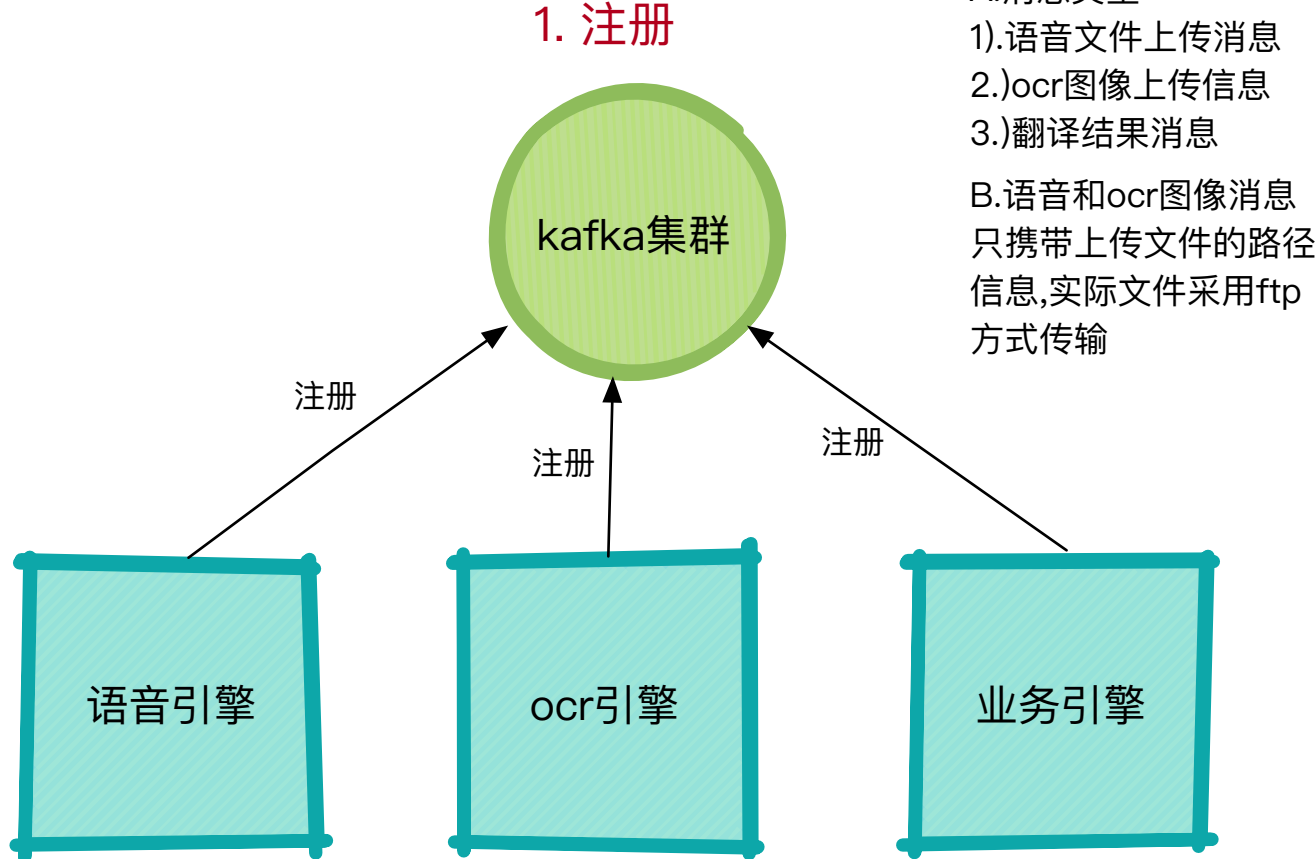 1. 注册
1).语音文件上传消息
2.)ocr图像上传信息
3.)翻译结果消息
B.语音和ocr图像消息
只携带上传文件的路径
信息,实际文件采用ftp
方式传输
kafka集群
注册
注册
注册
语音引擎
ocr引擎
业务引擎